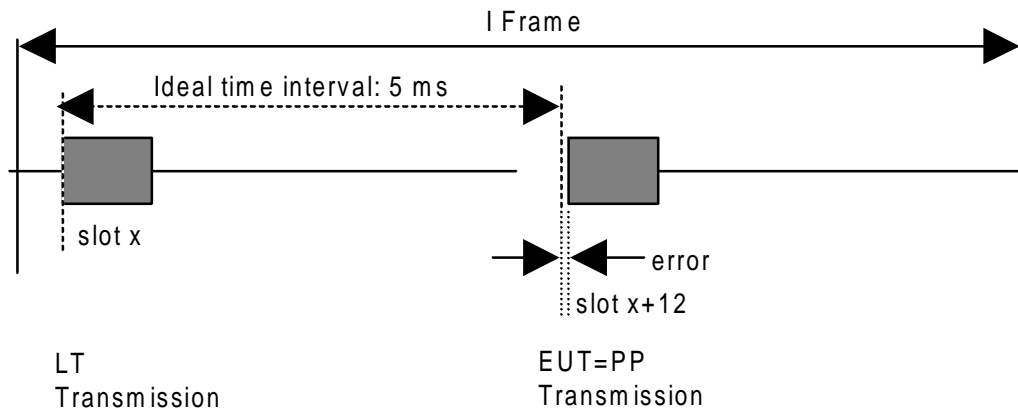 I Frame
Ideal time interval: 5 ms
slot x
error
slot x+12
LT
Transmission
EUT=PP
Transmission